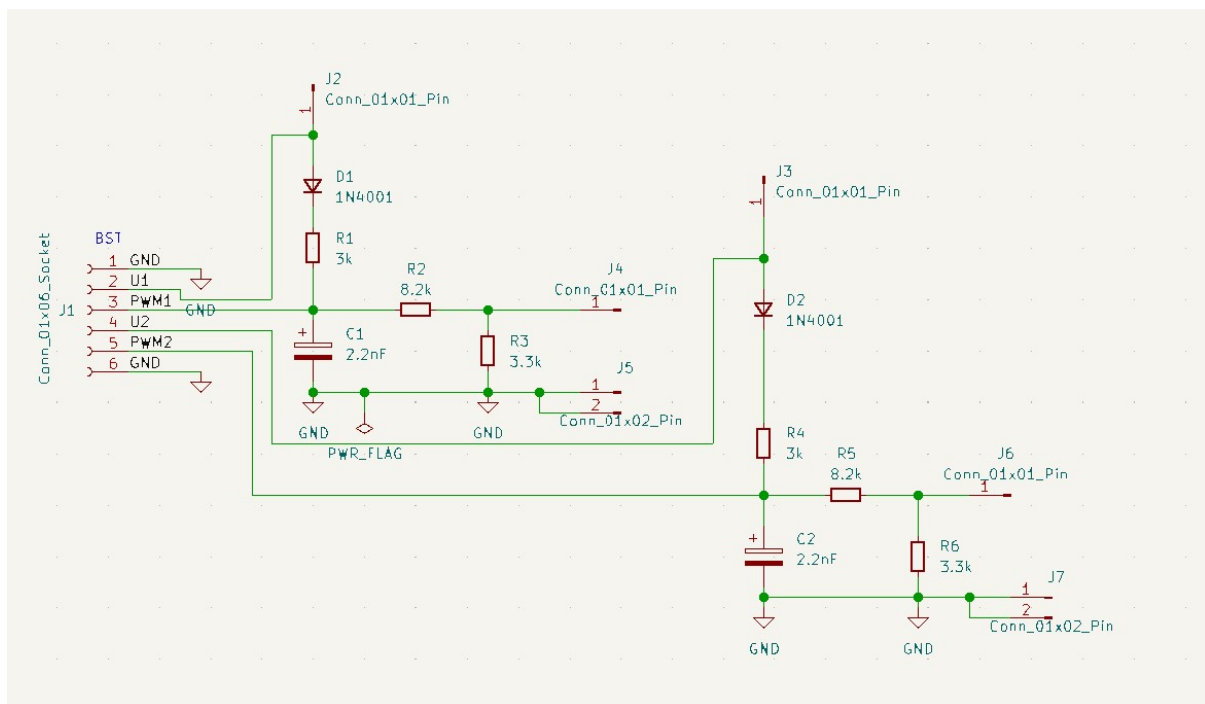 J2
Conn_01x01_Pin
1
D1
1N4001
J3
Conn_01x01_Pin
1
R1
3k
BST
Conn_01x06_Socket
J1
1 GND
2 U1
3 PWM1
4 U2
5 PWM2
6 GND
GND
R2
8.2k
J4
Conn_01x01_Pin
1
D2
1N4001
C1
2.2nF
+
R3
3.3k
J5
1
2
Conn_01x02_Pin
GND
PWR_FLAG
GND
R4
3k
R5
8.2k
J6
Conn_01x01_Pin
1
C2
2.2nF
+
R6
3.3k
J7
1
2
Conn_01x02_Pin
GND
GND